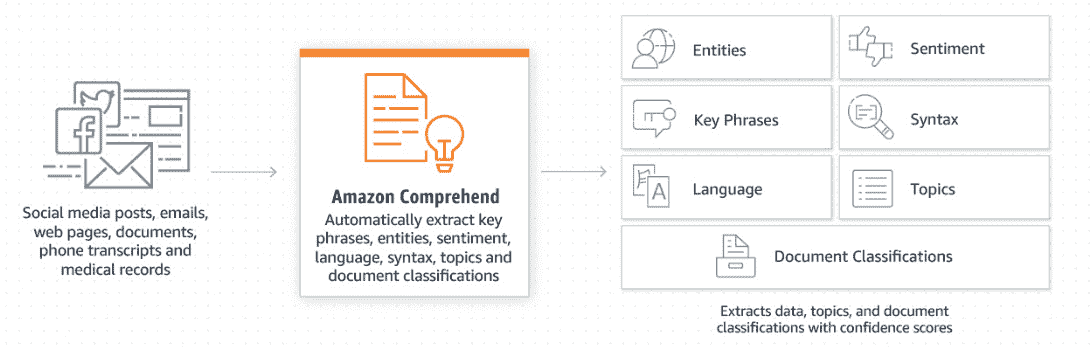 Social media posts, emails,
web pages, documents,
phone transcripts and
medical records
Amazon Comprehend
Automatically extract key
phrases, entities, sentiment,
language, syntax, topics and
document classifications
Entities
Sentiment
Key Phrases
Syntax
A
Language
Topics
Document Classifications
Extracts data, topics, and document
classifications with confidence scores